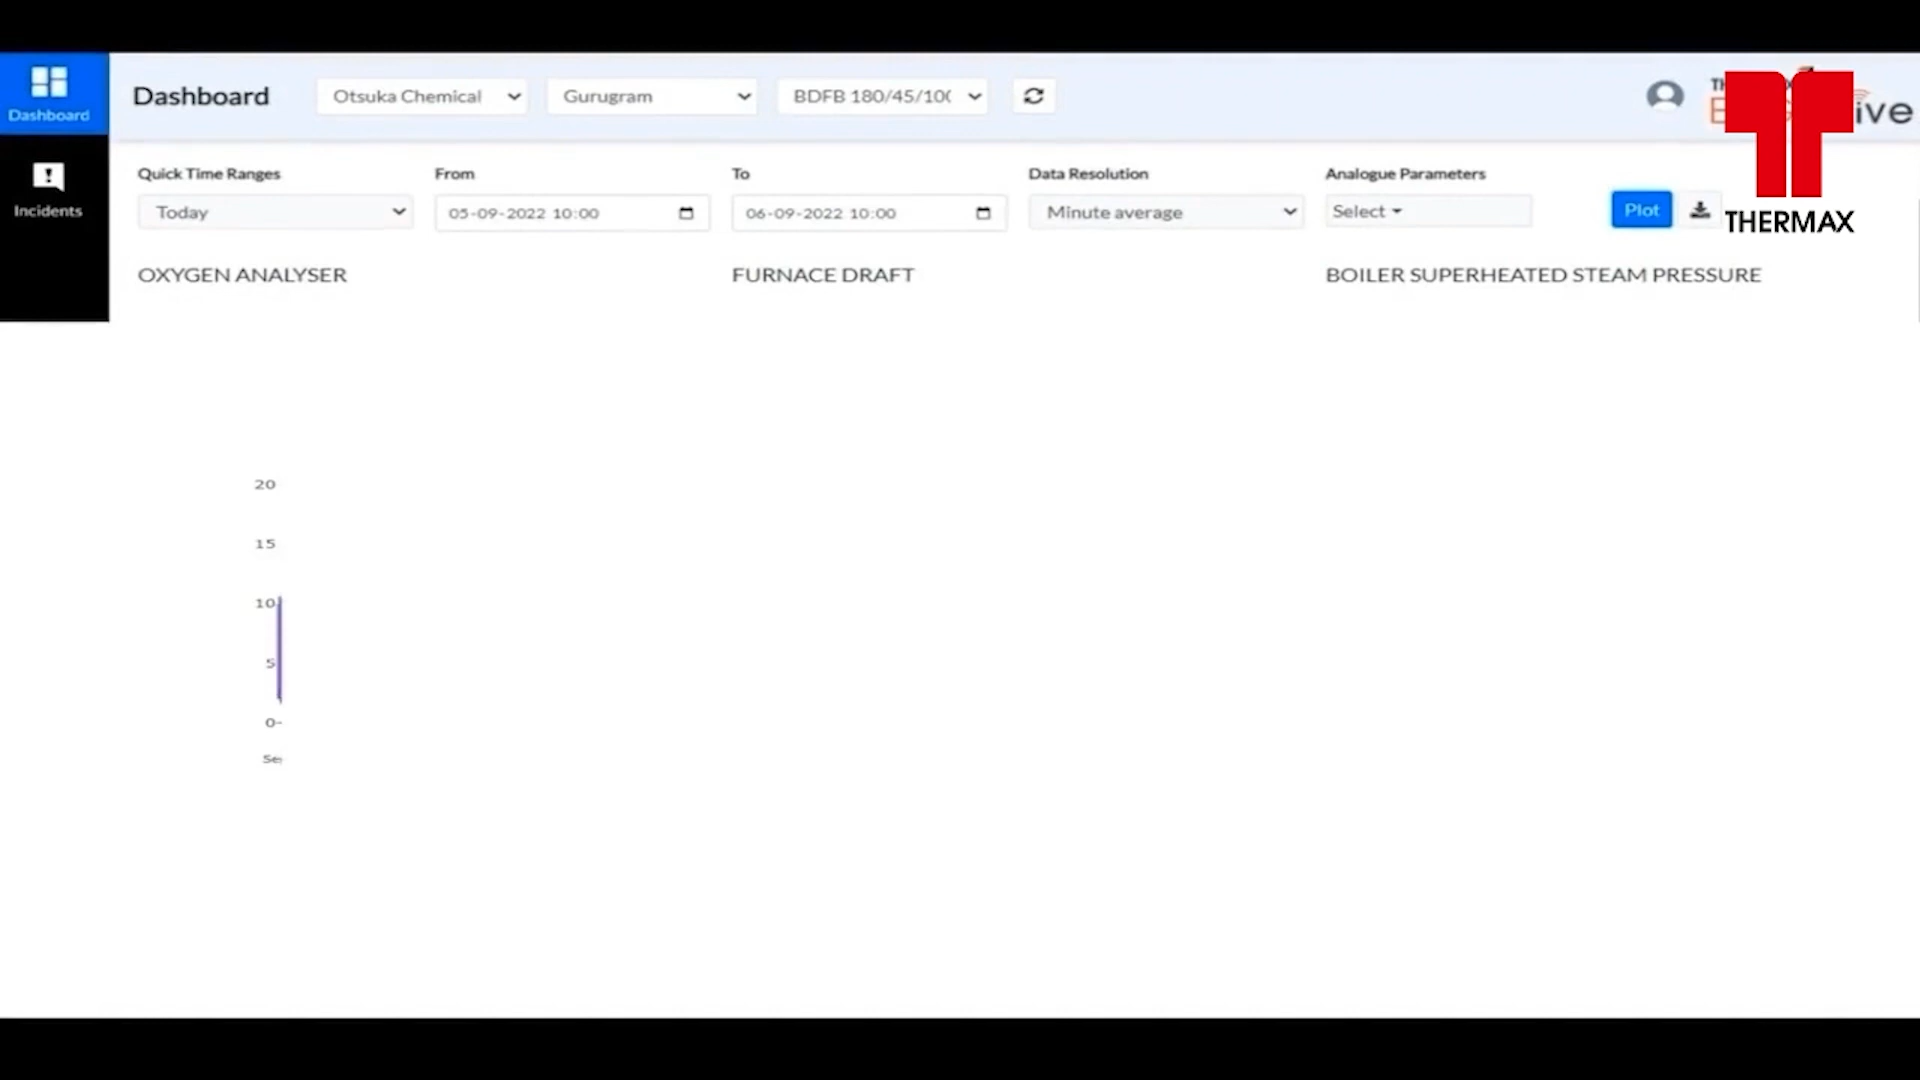 Dashboard
Incidents
Dashboard
Otsuka Chemical
Gurugram
BDFB 180/45/10(
ive
THERMAX
Quick Time Ranges
From
To
Data Resolution
Analogue Parameters
Today
05-09-2022 10:00
06-09-2022 10:00
Minute average
Select
Plot
OXYGEN ANALYSER
FURNACE DRAFT
BOILER SUPERHEATED STEAM PRESSURE
20
15
10
5
0